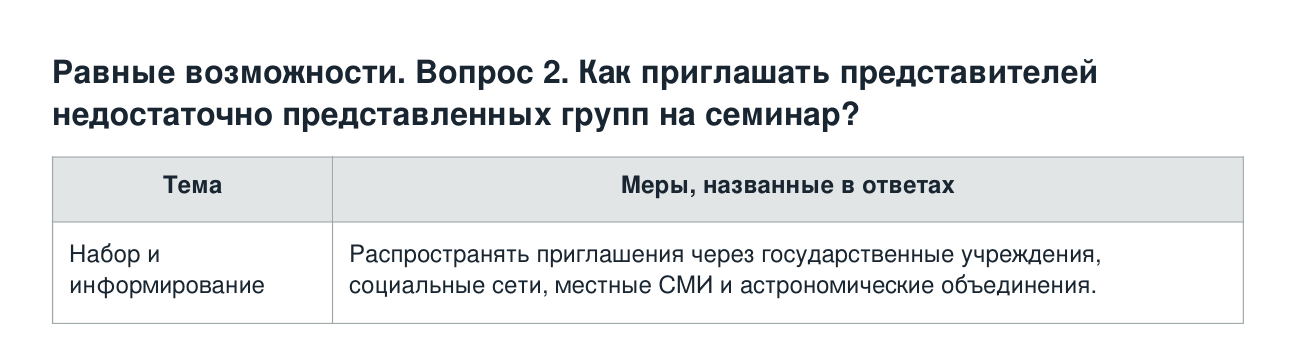 Равные возможности. Вопрос 2. Как приглашать представителей
недостаточно представленных групп на семинар?
Тема
Меры, названные в ответах
Набор и
информирование
Распространять приглашения через государственные учреждения,
социальные сети, местные СМИ и астрономические объединения.